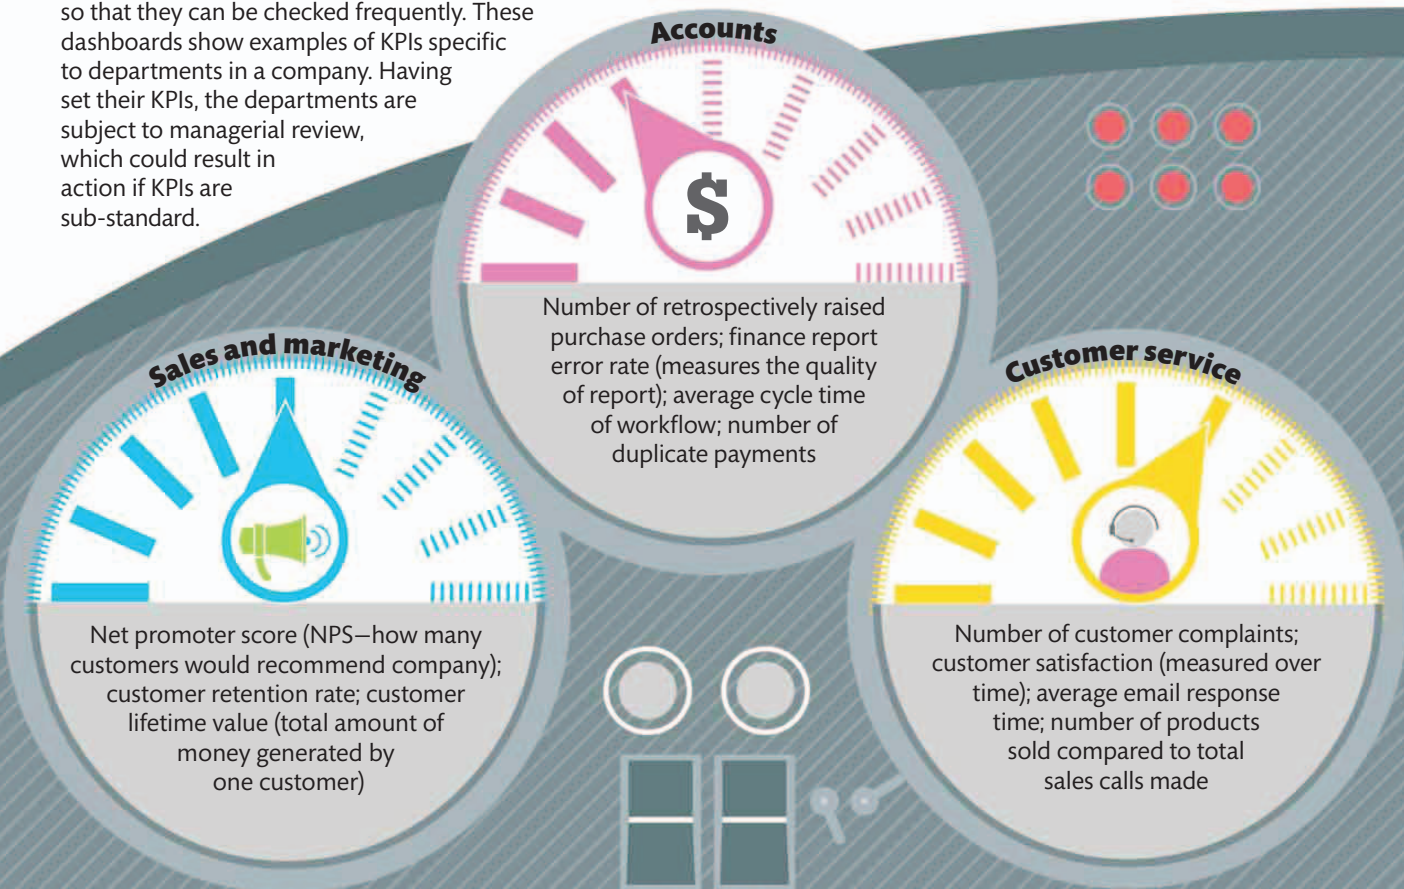 so that they can be checked frequently. These
dashboards show examples of KPIs specific
to departments in a company. Having
set their KPIs, the departments are
subject to managerial review,
which could result in
action if KPIs are
sub-standard.
Accounts
$
Number of retrospectively raised
purchase orders; finance report
error rate (measures the quality
of report); average cycle time
of workflow; number of
duplicate payments
Sales and marketing
Net promoter score (NPS—how many
customers would recommend company);
customer retention rate; customer
lifetime value (total amount of
money generated by
one customer)
Customer service
Number of customer complaints;
customer satisfaction (measured over
time); average email response
time; number of products
sold compared to total
sales calls made